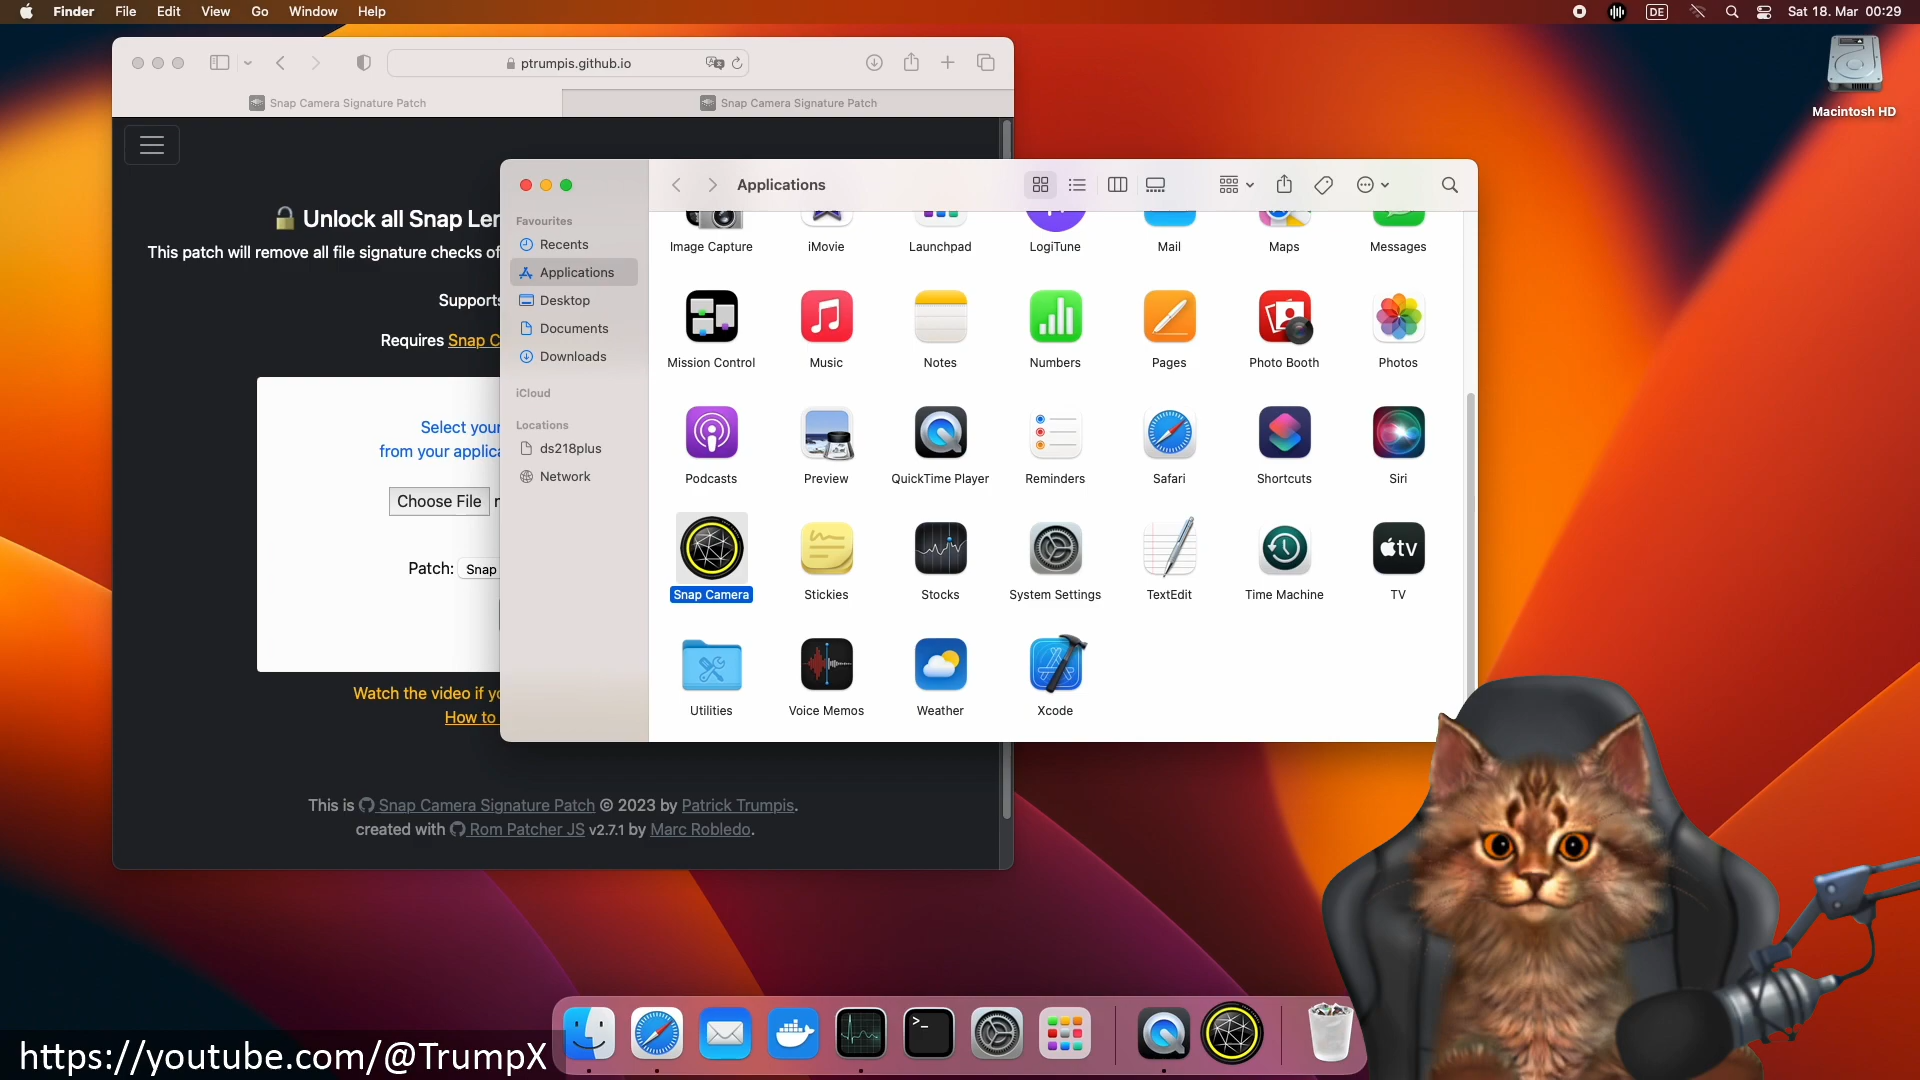 Finder File Edit View Go Window Help
DE Sat 18. Mar 00:29
Macintosh HD
ptrumpis.github.io
Snap Camera Signature Patch
Snap Camera Signature Patch
Unlock all Snap Len
This patch will remove all file signature checks of
Supports
Requires Snap C
Select your
from your applica
Choose File
Patch: Snap
Watch the video if yo
How to
This is Snap Camera Signature Patch © 2023 by Patrick Trumpis.
created with Rom Patcher JS v2.7.1 by Marc Robledo.
Favourites
Recents
Applications
Desktop
Documents
Downloads
iCloud
Locations
ds218plus
Network
Applications
Image Capture iMovie Launchpad LogiTune Mail Maps Messages
Mission Control Music Notes Numbers Pages Photo Booth Photos
Podcasts Preview QuickTime Player Reminders Safari Shortcuts Siri
tv
Snap Camera Stickies Stocks System Settings TextEdit Time Machine TV
Utilities Voice Memos Weather Xcode
>_
https://youtube.com/@TrumpX